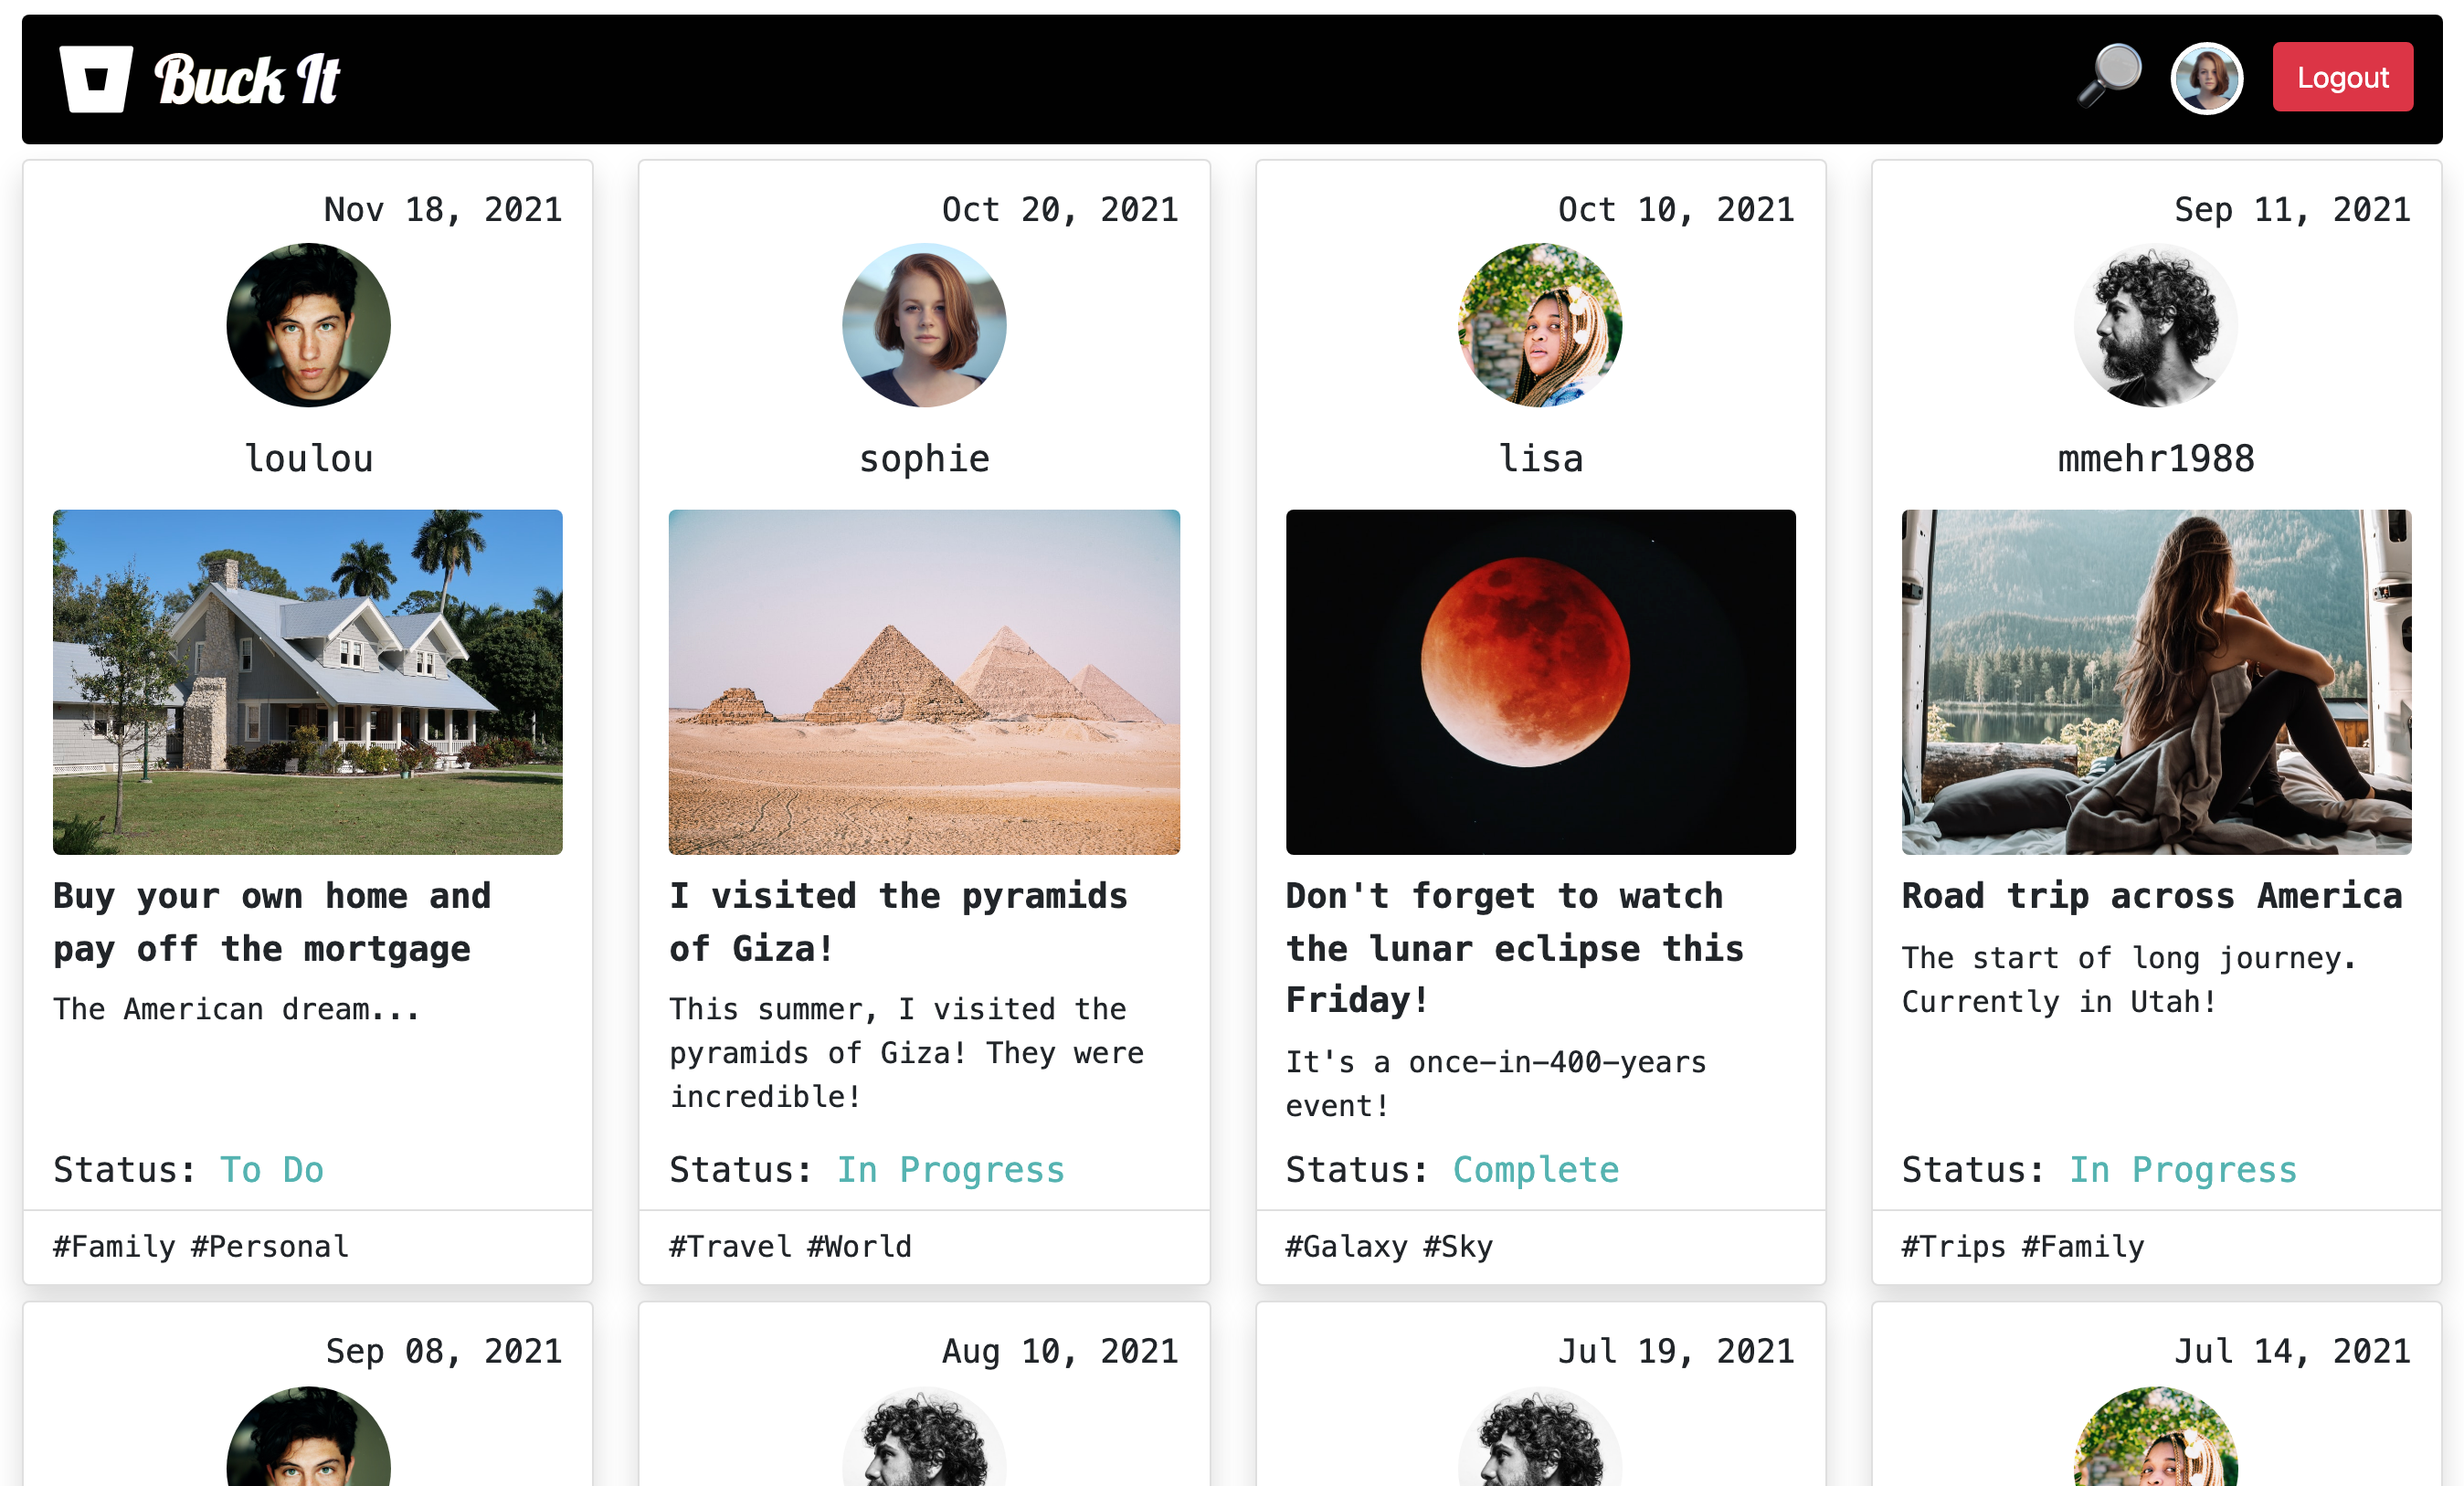 Buck It
Logout
Nov 18, 2021
loulou
Buy your own home and
pay off the mortgage
The American dream...
Status: To Do
#Family #Personal
Oct 20, 2021
sophie
I visited the pyramids
of Giza!
This summer, I visited the
pyramids of Giza! They were
incredible!
Status: In Progress
#Travel #World
Oct 10, 2021
lisa
Don't forget to watch
the lunar eclipse this
Friday!
It's a once-in-400-years
event!
Status: Complete
#Galaxy #Sky
Sep 11, 2021
mmehr1988
Road trip across America
The start of long journey.
Currently in Utah!
Status: In Progress
#Trips #Family
Sep 08, 2021
Aug 10, 2021
Jul 19, 2021
Jul 14, 2021